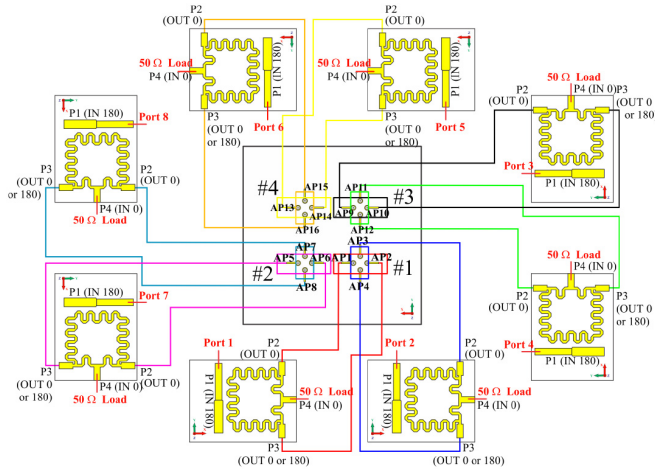 P2
(OUT 0)
50 Ω Load
P4 (IN 0)
P1 (IN 180)
P3
(OUT 0
or 180)
Port 6
P2
(OUT 0)
50 Ω Load
P4 (IN 0)
P1 (IN 180)
P3
(OUT 0
or 180)
Port 5
P1 (IN 180)
Port 8
P3
(OUT 0
or 180)
P2
(OUT 0)
P4 (IN 0)
50 Ω Load
50 Ω Load
P4 (IN 0)
P2
(OUT 0)
P3
(OUT 0
or 180)
Port 3
P1 (IN 180)
#4
AP15
AP13
AP14
AP16
#3
AP11
AP9
AP10
AP12
#2
AP7
AP5
AP6
AP8
#1
AP3
AP1
AP2
AP4
P1 (IN 180)
Port 7
P3
(OUT 0
or 180)
P2
(OUT 0)
P4 (IN 0)
50 Ω Load
50 Ω Load
P4 (IN 0)
P2
(OUT 0)
P3
(OUT 0
or 180)
Port 4
P1 (IN 180)
Port 1
P2
(OUT 0)
P1 (IN 180)
50 Ω Load
P4 (IN 0)
P3
(OUT 0 or 180)
Port 2
P2
(OUT 0)
P1 (IN 180)
50 Ω Load
P4 (IN 0)
P3
(OUT 0 or 180)